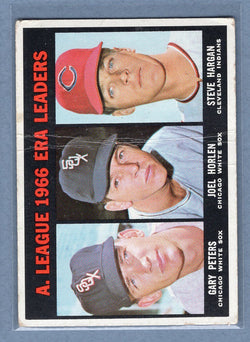 A. LEAGUE 1966 ERA LEADERS
GARY PETERS
CHICAGO WHITE SOX
JOEL HORLEN
CHICAGO WHITE SOX
STEVE HARGAN
CLEVELAND INDIANS